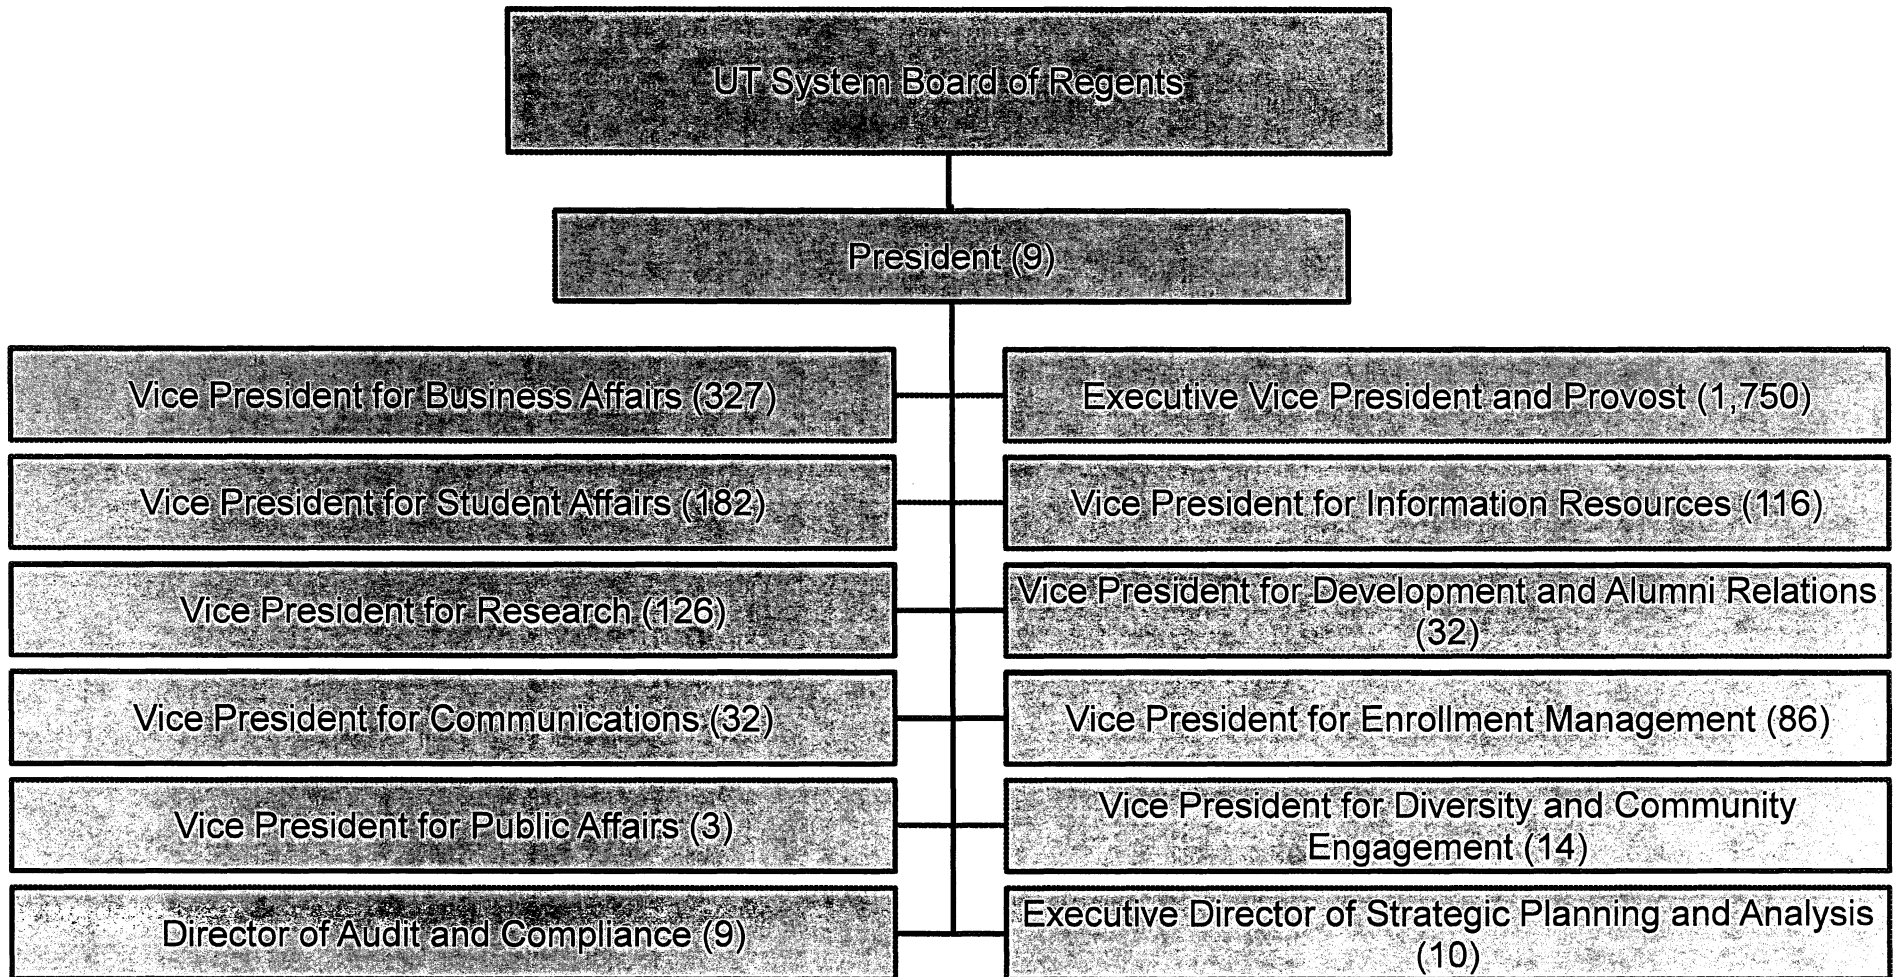 UT System Board of Regents
President (9)
Vice President for Business Affairs (327)
Executive Vice President and Provost (1,750)
Vice President for Student Affairs (182)
Vice President for Information Resources (116)
Vice President for Research (126)
Vice President for Development and Alumni Relations
(32)
Vice President for Communications (32)
Vice President for Enrollment Management (86)
Vice President for Public Affairs (3)
Vice President for Diversity and Community
Engagement (14)
Director of Audit and Compliance (9)
Executive Director of Strategic Planning and Analysis
(10)